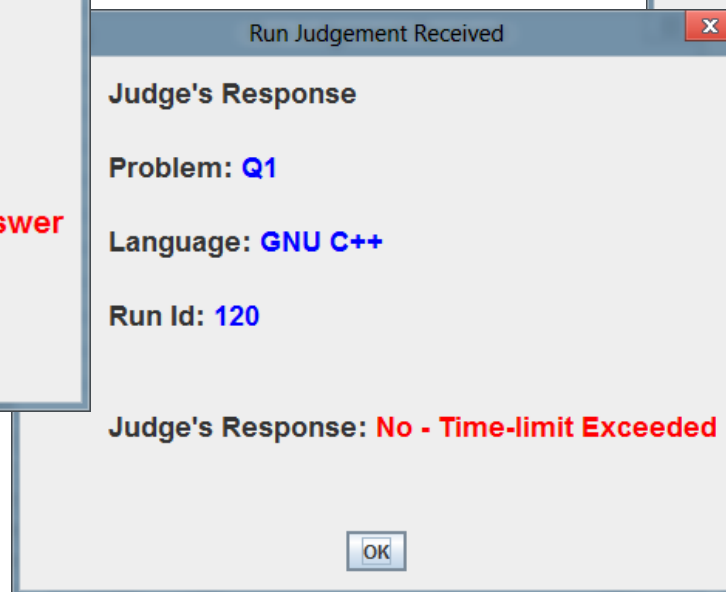 Run Judgement Received
x
Judge's Response
Problem: Q1
swer
Language: GNU C++
Run Id: 120
Judge's Response: No - Time-limit Exceeded
OK